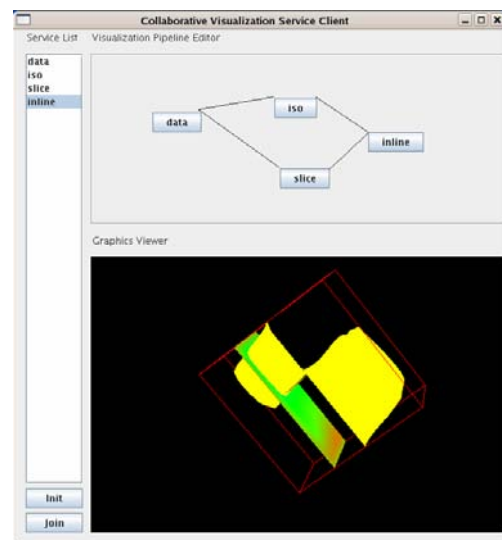 Collaborative Visualization Service Client
Service List Visualization Pipeline Editor
data
iso
slice
inline
data
iso
inline
slice
Graphics Viewer
Init
Join